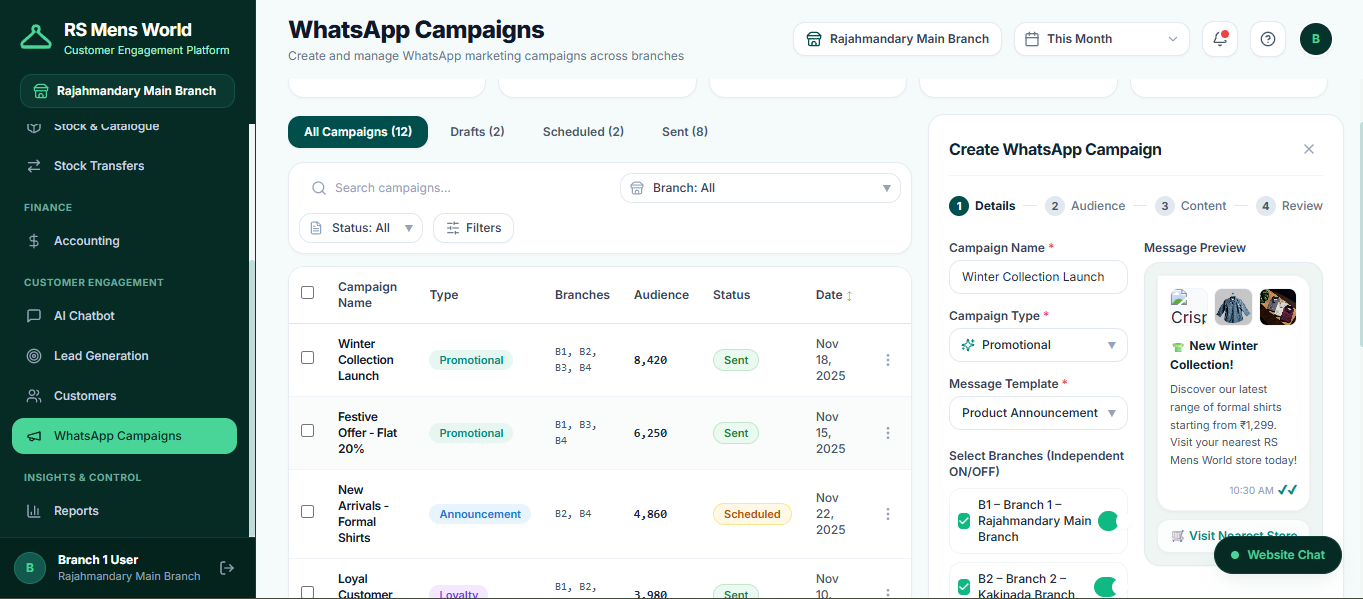 RS Mens World
Customer Engagement Platform
Rajahmandary Main Branch
Stock & Catalogue
Stock Transfers
FINANCE
Accounting
CUSTOMER ENGAGEMENT
AI Chatbot
Lead Generation
Customers
WhatsApp Campaigns
INSIGHTS & CONTROL
Reports
B
Branch 1 User
Rajahmandary Main Branch
WhatsApp Campaigns
Create and manage WhatsApp marketing campaigns across branches
Rajahmandary Main Branch
This Month
B
All Campaigns (12)
Drafts (2)
Scheduled (2)
Sent (8)
Search campaigns...
Branch: All
Status: All
Filters
Campaign
Name
Type
Branches
Audience
Status
Date
Winter
Collection
Launch
Promotional
B1, B2,
B3, B4
8,420
Sent
Nov
18,
2025
Festive
Offer - Flat
20%
Promotional
B1, B3,
B4
6,250
Sent
Nov
15,
2025
New
Arrivals -
Formal
Shirts
Announcement
B2, B4
4,860
Scheduled
Nov
22,
2025
Loyal
Customer
Loyalty
B1, B2,
3,980
Sent
Nov
10,
Create WhatsApp Campaign
1 Details
2 Audience
3 Content
4 Review
Campaign Name *
Winter Collection Launch
Campaign Type *
Promotional
Message Template *
Product Announcement
Select Branches (Independent
ON/OFF)
B1 – Branch 1 –
Rajahmandary Main
Branch
B2 – Branch 2 –
Kakinada Branch
Message Preview
Crisp
New Winter
Collection!
Discover our latest
range of formal shirts
starting from ₹1,299.
Visit your nearest RS
Mens World store today!
10:30 AM
Visit Nearest Store
Website Chat